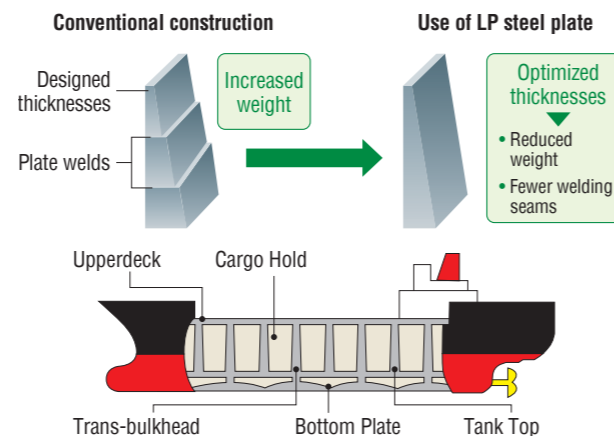 Conventional construction
Use of LP steel plate
Designed
thicknesses
Increased
weight
Plate welds
Optimized
thicknesses
• Reduced
weight
• Fewer welding
seams
Upperdeck
Cargo Hold
Trans-bulkhead
Bottom Plate
Tank Top